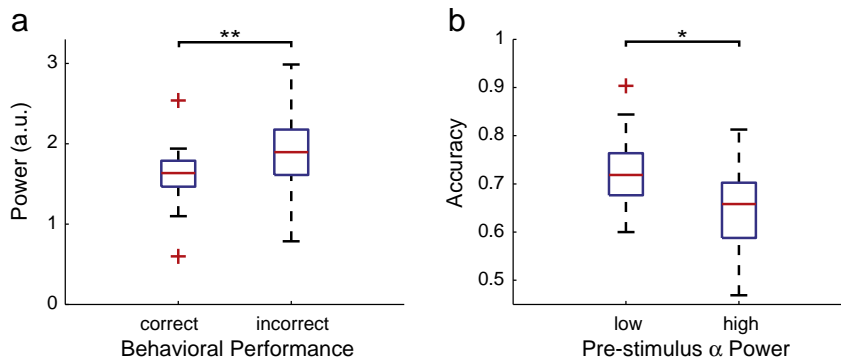 a
**
3
2
1
0
Power (a.u.)
correct incorrect
Behavioral Performance
b
*
1
0.9
0.8
0.7
0.6
0.5
Accuracy
low high
Pre-stimulus α Power